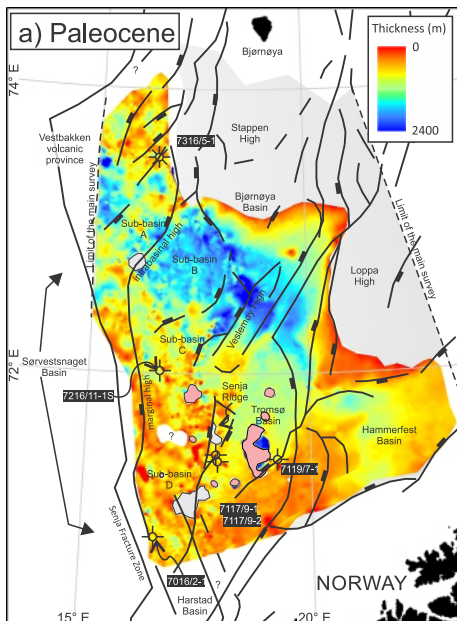 a) Paleocene
Bjørnøya
Thickness (m)
0
2400
74° E
?
Vestbakken
volcanic
province
7316/5-1
Stappen
High
Limit of the main survey
Bjørnøya
Basin
Limit of the main survey
Sub-basin
A
Intrabasinal high
Sub-basin
B
Loppa
High
Veslemøy high
Sub-basin
C
Sørvestsnaget
Basin
72° E
7216/11-1S
marginal high
Senja
Ridge
Tromsø
Basin
Hammerfest
Basin
?
Sub-basin
D
7119/7-1
7117/9-1
7117/9-2
Senja Fracture Zone
7016/2-1
?
Harstad
Basin
NORWAY
15° E
20° E